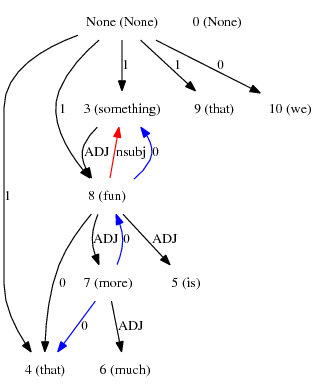 None (None) 0 (None)
1 1 0
3 (something) 9 (that) 10 (we)
1
ADJ nsubj 0
8 (fun)
1
ADJ 0 ADJ
0 7 (more) 5 (is)
0 ADJ
4 (that) 6 (much)